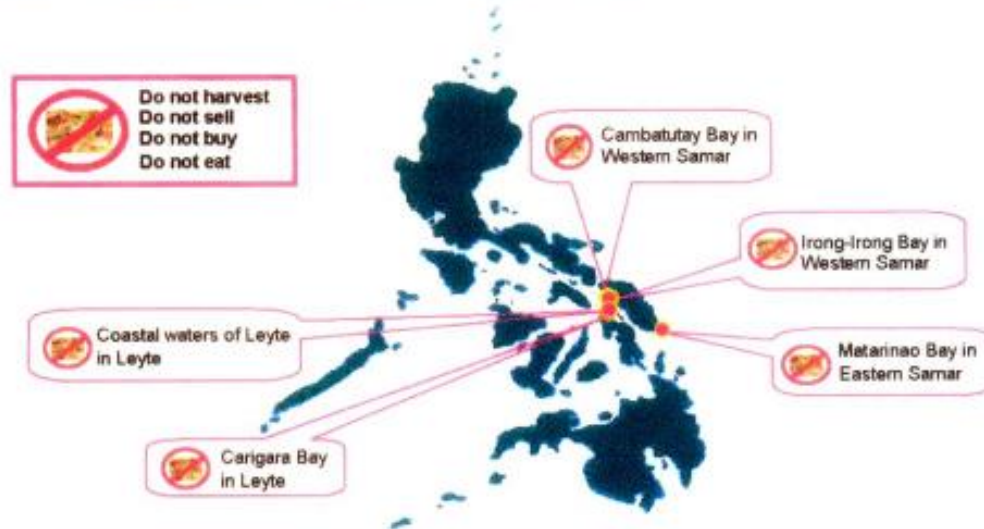 Do not harvest
Do not sell
Do not buy
Do not eat
Cambatutay Bay in
Western Samar
Irong-Irong Bay in
Western Samar
Coastal waters of Leyte
in Leyte
Matarinao Bay in
Eastern Samar
Carigara Bay
in Leyte